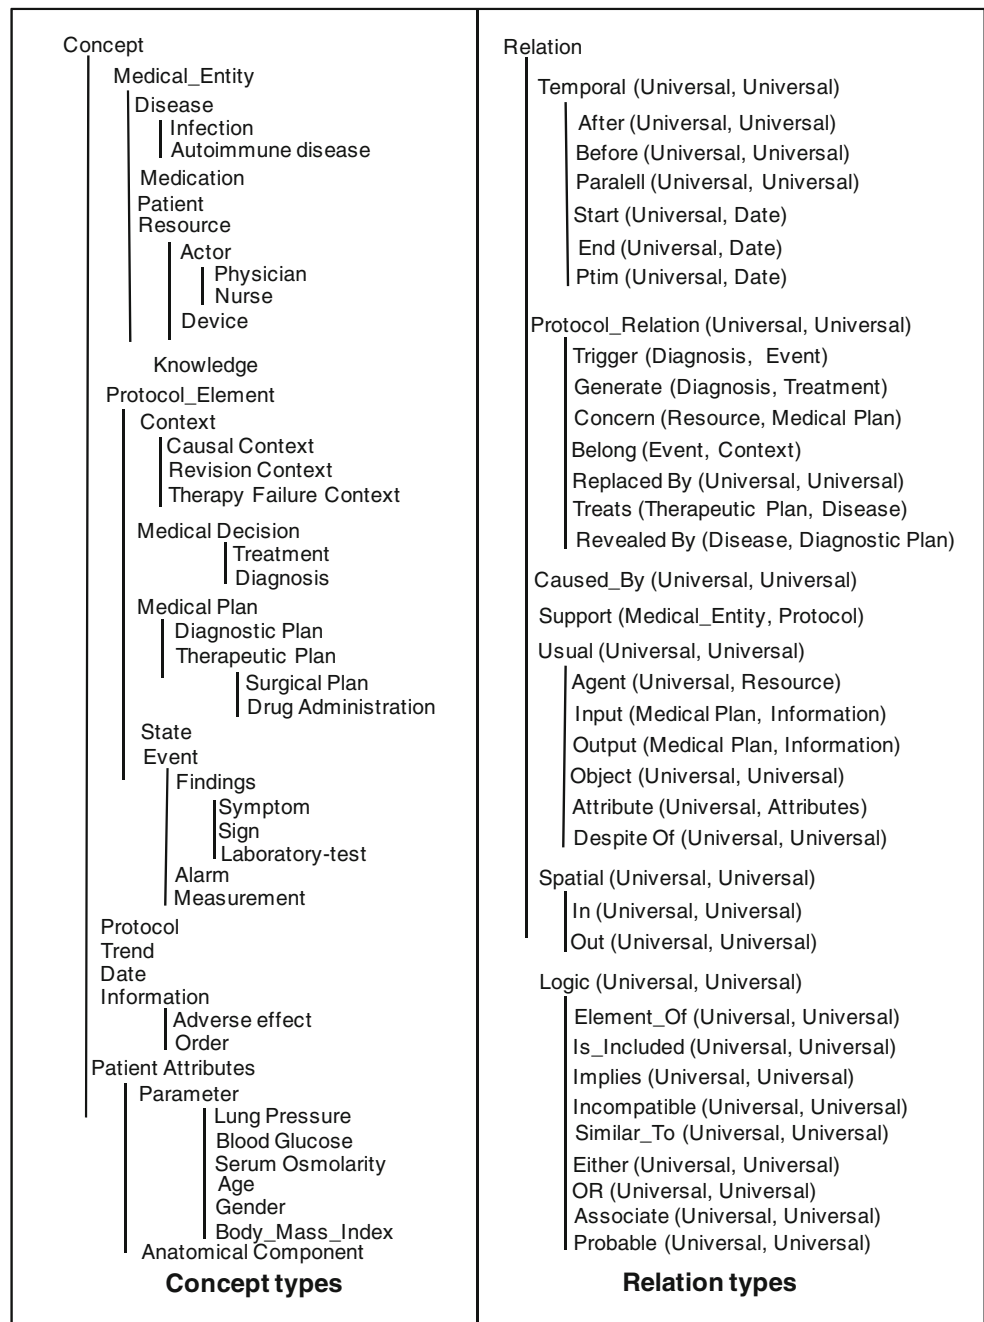 Concept
Medical_Entity
Disease
Infection
Autoimmune disease
Medication
Patient
Resource
Actor
Physician
Nurse
Device
Knowledge
Protocol_Element
Context
Causal Context
Revision Context
Therapy Failure Context
Medical Decision
Treatment
Diagnosis
Medical Plan
Diagnostic Plan
Therapeutic Plan
Surgical Plan
Drug Administration
State
Event
Findings
Symptom
Sign
Laboratory-test
Alarm
Measurement
Protocol
Trend
Date
Information
Adverse effect
Order
Patient Attributes
Parameter
Lung Pressure
Blood Glucose
Serum Osmolarity
Age
Gender
Body_Mass_Index
Anatomical Component
Concept types
Relation
Temporal (Universal, Universal)
After (Universal, Universal)
Before (Universal, Universal)
Paralell (Universal, Universal)
Start (Universal, Date)
End (Universal, Date)
Ptim (Universal, Date)
Protocol_Relation (Universal, Universal)
Trigger (Diagnosis, Event)
Generate (Diagnosis, Treatment)
Concern (Resource, Medical Plan)
Belong (Event, Context)
Replaced By (Universal, Universal)
Treats (Therapeutic Plan, Disease)
Revealed By (Disease, Diagnostic Plan)
Caused_By (Universal, Universal)
Support (Medical_Entity, Protocol)
Usual (Universal, Universal)
Agent (Universal, Resource)
Input (Medical Plan, Information)
Output (Medical Plan, Information)
Object (Universal, Universal)
Attribute (Universal, Attributes)
Despite Of (Universal, Universal)
Spatial (Universal, Universal)
In (Universal, Universal)
Out (Universal, Universal)
Logic (Universal, Universal)
Element_Of (Universal, Universal)
Is_Included (Universal, Universal)
Implies (Universal, Universal)
Incompatible (Universal, Universal)
Similar_To (Universal, Universal)
Either (Universal, Universal)
OR (Universal, Universal)
Associate (Universal, Universal)
Probable (Universal, Universal)
Relation types